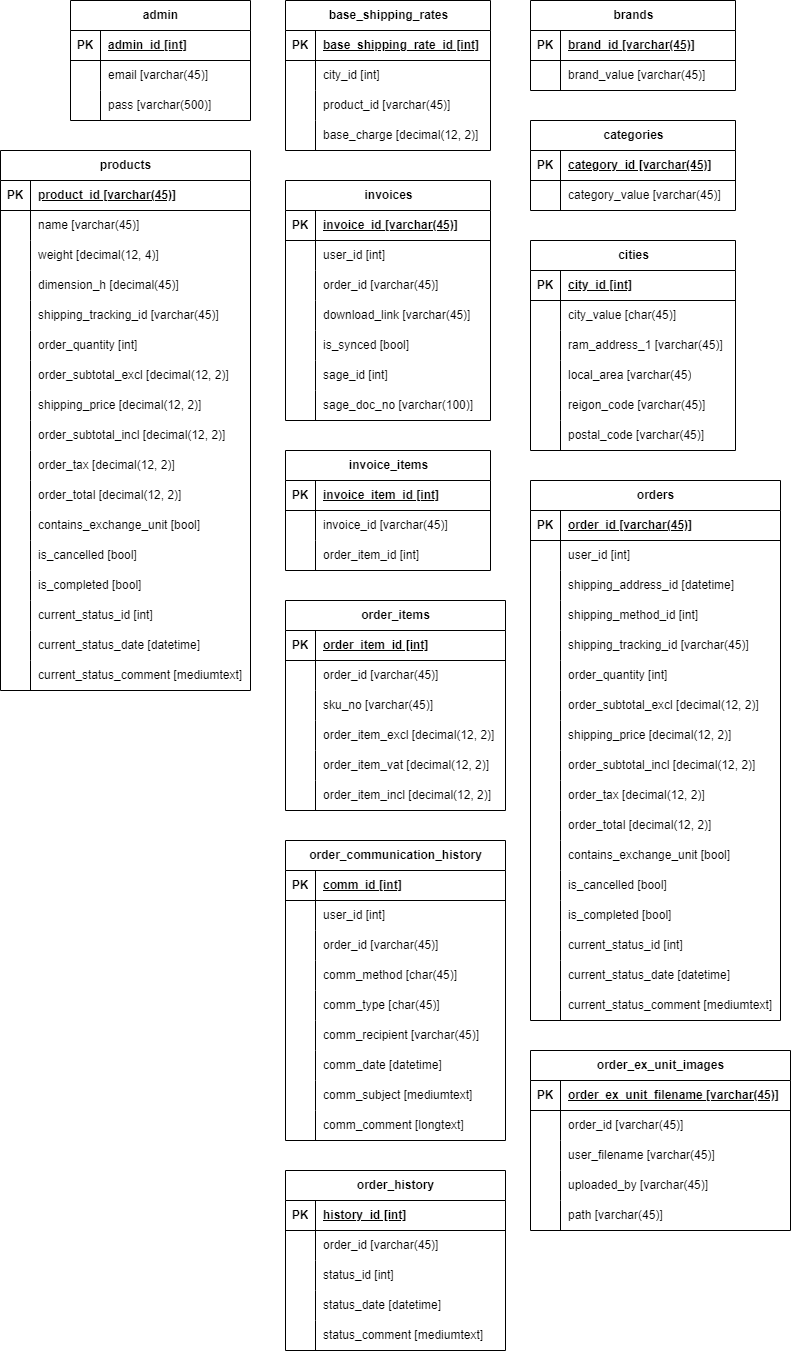 admin
PK admin_id [int]
email [varchar(45)]
pass [varchar(500)]
products
PK product_id [varchar(45)]
name [varchar(45)]
weight [decimal(12, 4)]
dimension_h [decimal(45)]
shipping_tracking_id [varchar(45)]
order_quantity [int]
order_subtotal_excl [decimal(12, 2)]
shipping_price [decimal(12, 2)]
order_subtotal_incl [decimal(12, 2)]
order_tax [decimal(12, 2)]
order_total [decimal(12, 2)]
contains_exchange_unit [bool]
is_cancelled [bool]
is_completed [bool]
current_status_id [int]
current_status_date [datetime]
current_status_comment [mediumtext]
base_shipping_rates
PK base_shipping_rate_id [int]
city_id [int]
product_id [varchar(45)]
base_charge [decimal(12, 2)]
invoices
PK invoice_id [varchar(45)]
user_id [int]
order_id [varchar(45)]
download_link [varchar(45)]
is_synced [bool]
sage_id [int]
sage_doc_no [varchar(100)]
invoice_items
PK invoice_item_id [int]
invoice_id [varchar(45)]
order_item_id [int]
order_items
PK order_item_id [int]
order_id [varchar(45)]
sku_no [varchar(45)]
order_item_excl [decimal(12, 2)]
order_item_vat [decimal(12, 2)]
order_item_incl [decimal(12, 2)]
order_communication_history
PK comm_id [int]
user_id [int]
order_id [varchar(45)]
comm_method [char(45)]
comm_type [char(45)]
comm_recipient [varchar(45)]
comm_date [datetime]
comm_subject [mediumtext]
comm_comment [longtext]
order_history
PK history_id [int]
order_id [varchar(45)]
status_id [int]
status_date [datetime]
status_comment [mediumtext]
brands
PK brand_id [varchar(45)]
brand_value [varchar(45)]
categories
PK category_id [varchar(45)]
category_value [varchar(45)]
cities
PK city_id [int]
city_value [char(45)]
ram_address_1 [varchar(45)]
local_area [varchar(45)
reigon_code [varchar(45)]
postal_code [varchar(45)]
orders
PK order_id [varchar(45)]
user_id [int]
shipping_address_id [datetime]
shipping_method_id [int]
shipping_tracking_id [varchar(45)]
order_quantity [int]
order_subtotal_excl [decimal(12, 2)]
shipping_price [decimal(12, 2)]
order_subtotal_incl [decimal(12, 2)]
order_tax [decimal(12, 2)]
order_total [decimal(12, 2)]
contains_exchange_unit [bool]
is_cancelled [bool]
is_completed [bool]
current_status_id [int]
current_status_date [datetime]
current_status_comment [mediumtext]
order_ex_unit_images
PK order_ex_unit_filename [varchar(45)]
order_id [varchar(45)]
user_filename [varchar(45)]
uploaded_by [varchar(45)]
path [varchar(45)]